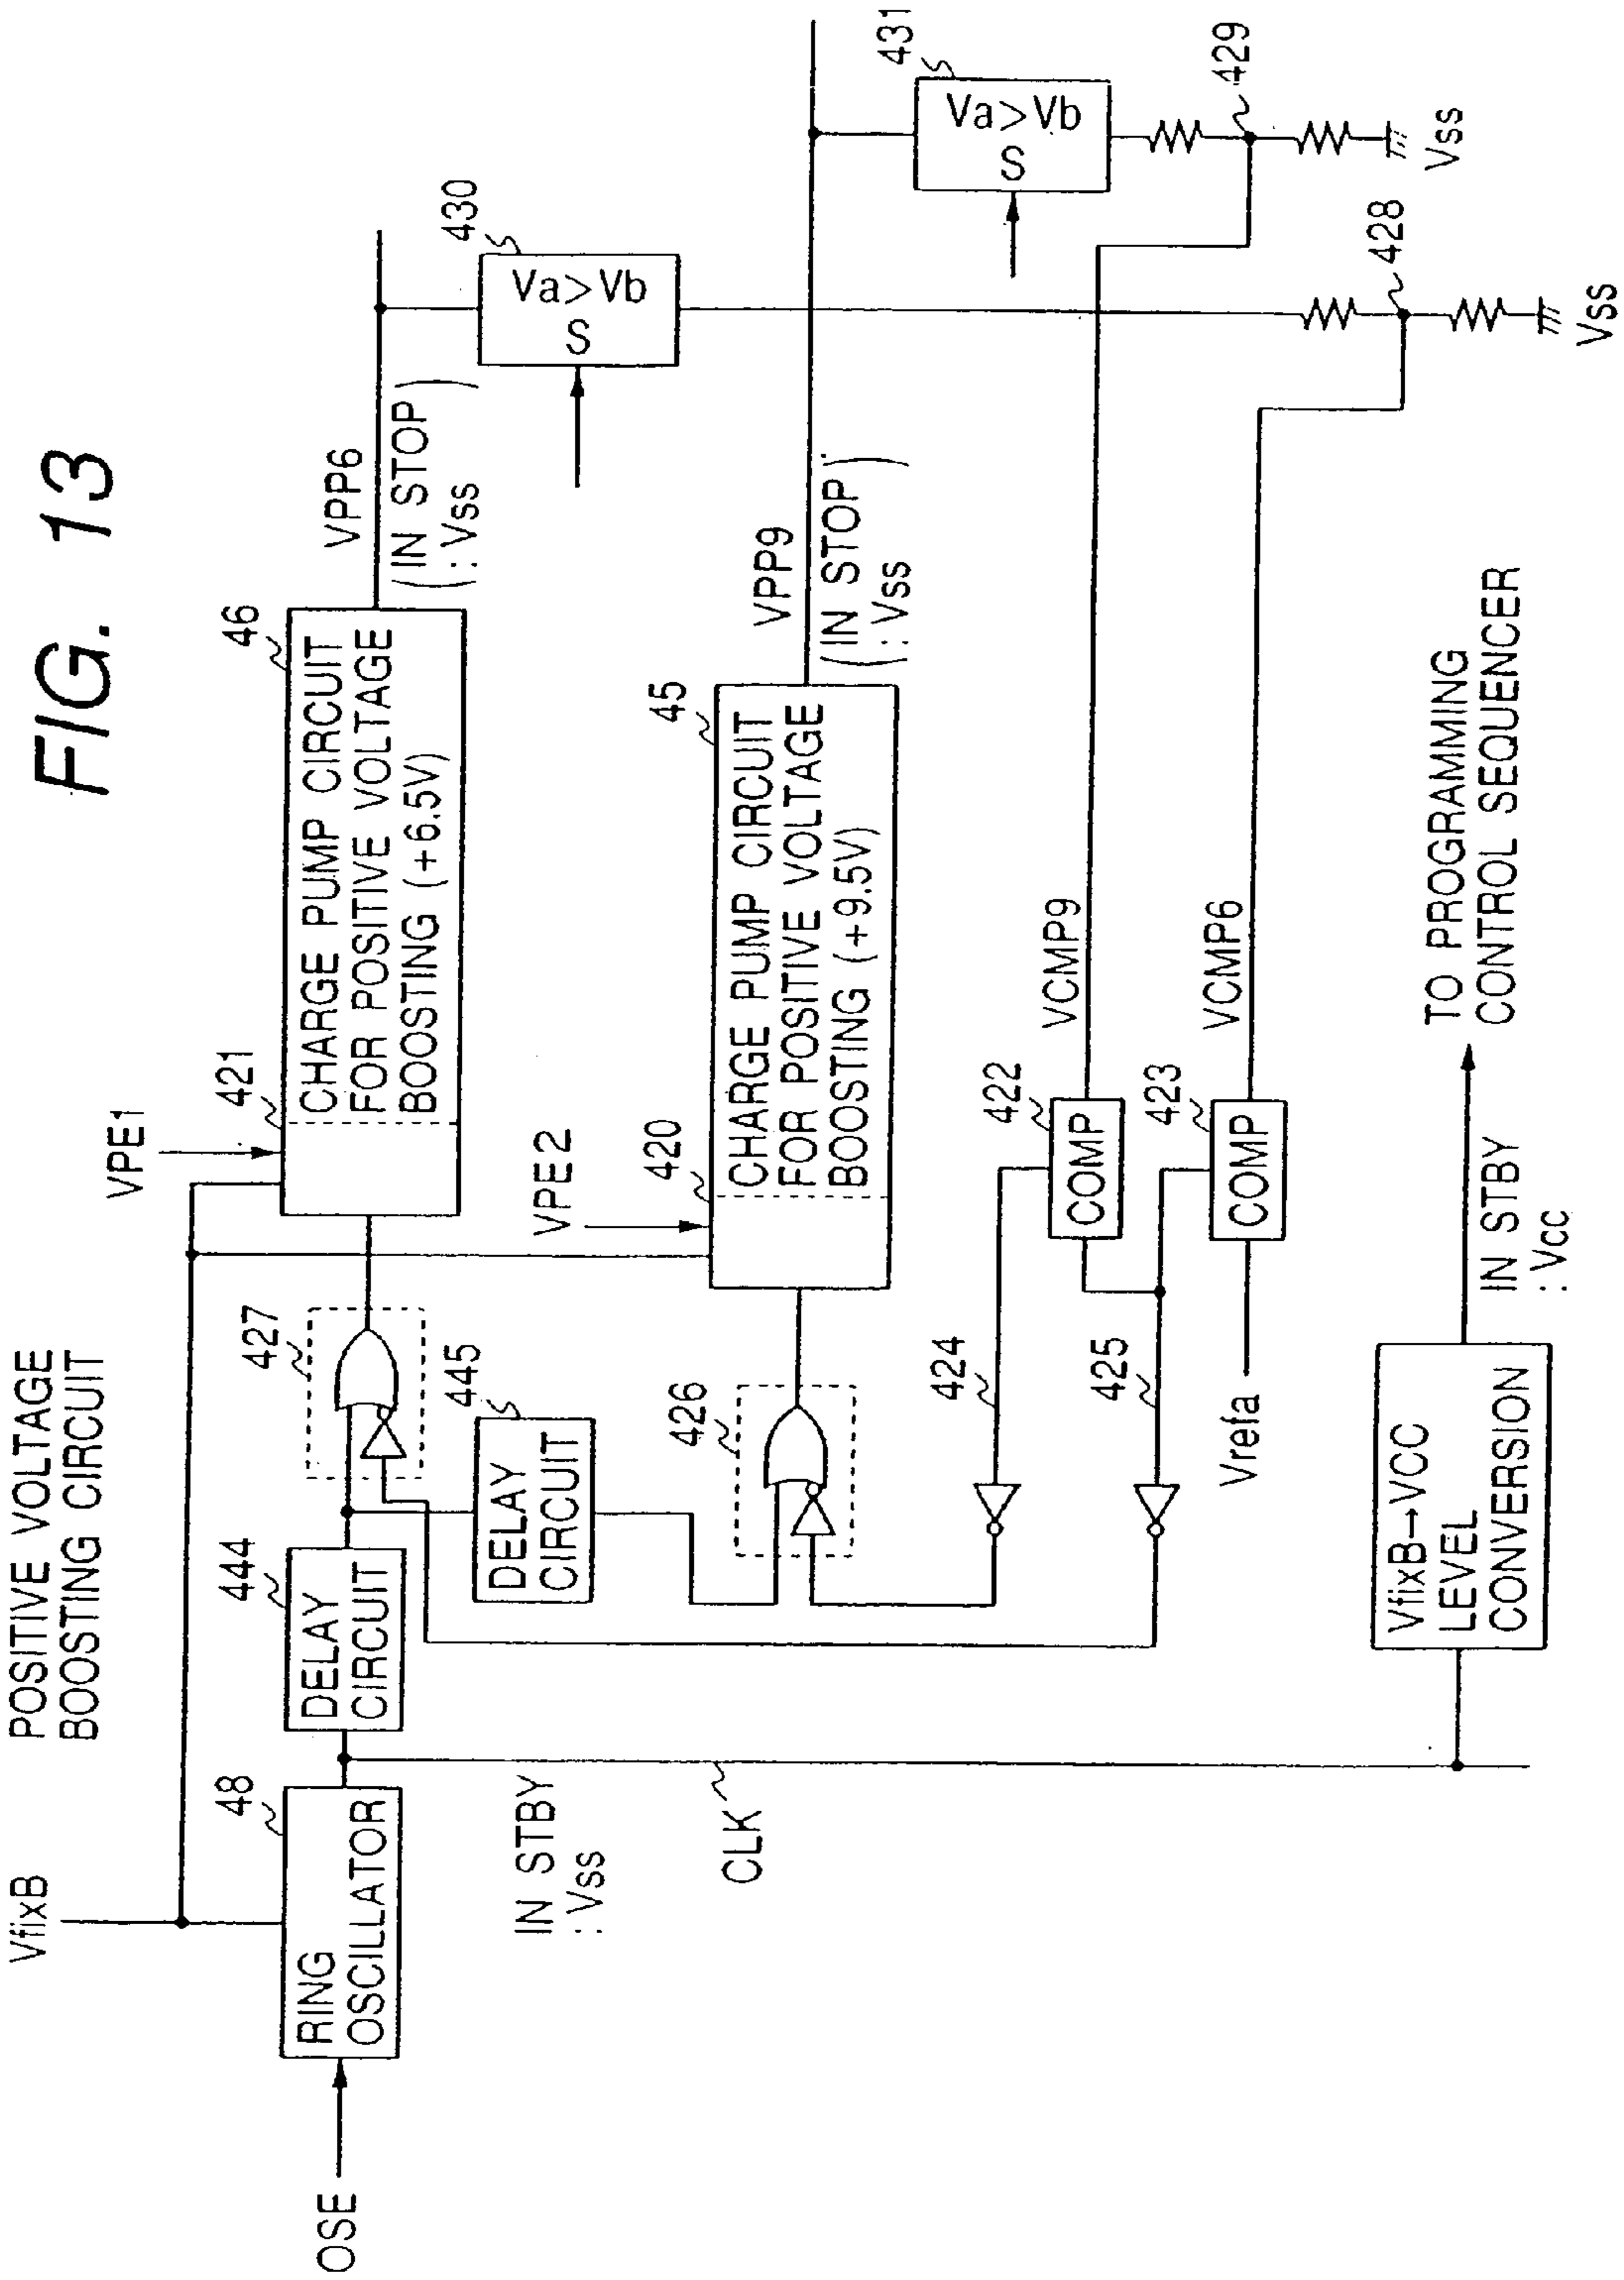 FIG. 13
POSITIVE VOLTAGE
BOOSTING CIRCUIT
VfixB
OSE
48
RING
OSCILLATOR
IN STBY
: Vss
CLK
444
DELAY
CIRCUIT
427
445
DELAY
CIRCUIT
426
VPE1
421
46
CHARGE PUMP CIRCUIT
FOR POSITIVE VOLTAGE
BOOSTING (+6.5V)
VPP6
(IN STOP
: Vss)
430
Va>Vb
S
VPE2
420
45
CHARGE PUMP CIRCUIT
FOR POSITIVE VOLTAGE
BOOSTING (+9.5V)
VPP9
(IN STOP
: Vss)
431
Va>Vb
S
429
Vss
428
Vss
424
422
COMP
VCMP9
425
423
COMP
VCMP6
Vrefa
VfixB→VCC
LEVEL
CONVERSION
IN STBY
: Vcc
TO PROGRAMMING
CONTROL SEQUENCER